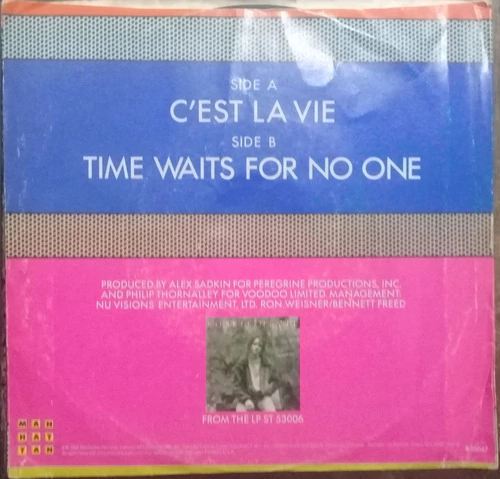 SIDE A
C'EST LA VIE
SIDE B
TIME WAITS FOR NO ONE
PRODUCED BY ALEX SADKIN FOR PEREGRINE PRODUCTIONS, INC.
AND PHILIP THORNALLEY FOR VOODOO LIMITED. MANAGEMENT:
NU VISIONS ENTERTAINMENT, LTD. RON WEISNER/BENNETT FREED
FROM THE LP ST 53006
MAN
HAT
TAN